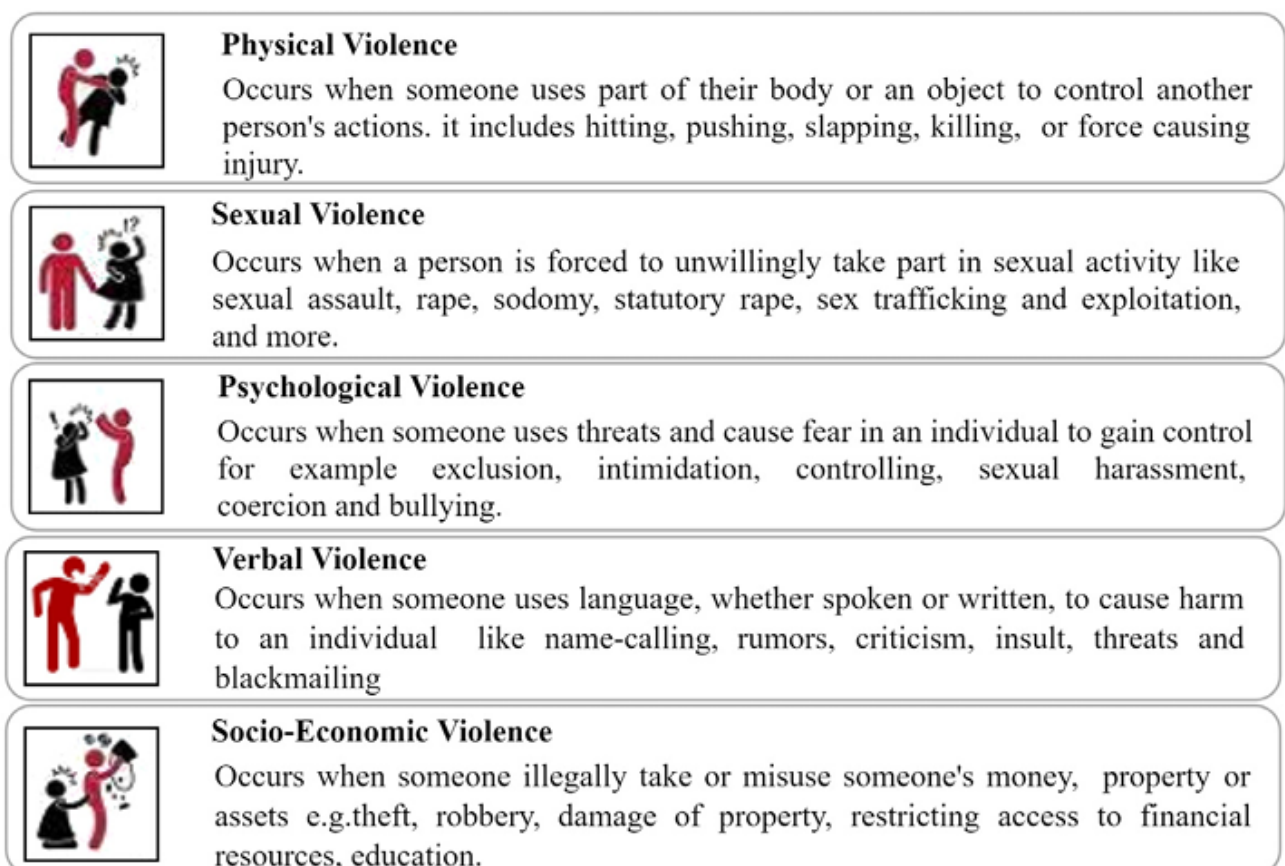 Physical Violence
Occurs when someone uses part of their body or an object to control another
person's actions. it includes hitting, pushing, slapping, killing, or force causing
injury.
Sexual Violence
Occurs when a person is forced to unwillingly take part in sexual activity like
sexual assault, rape, sodomy, statutory rape, sex trafficking and exploitation,
and more.
Psychological Violence
Occurs when someone uses threats and cause fear in an individual to gain control
for example exclusion, intimidation, controlling, sexual harassment,
coercion and bullying.
Verbal Violence
Occurs when someone uses language, whether spoken or written, to cause harm
to an individual like name-calling, rumors, criticism, insult, threats and
blackmailing
Socio-Economic Violence
Occurs when someone illegally take or misuse someone's money, property or
assets e.g.theft, robbery, damage of property, restricting access to financial
resources, education.